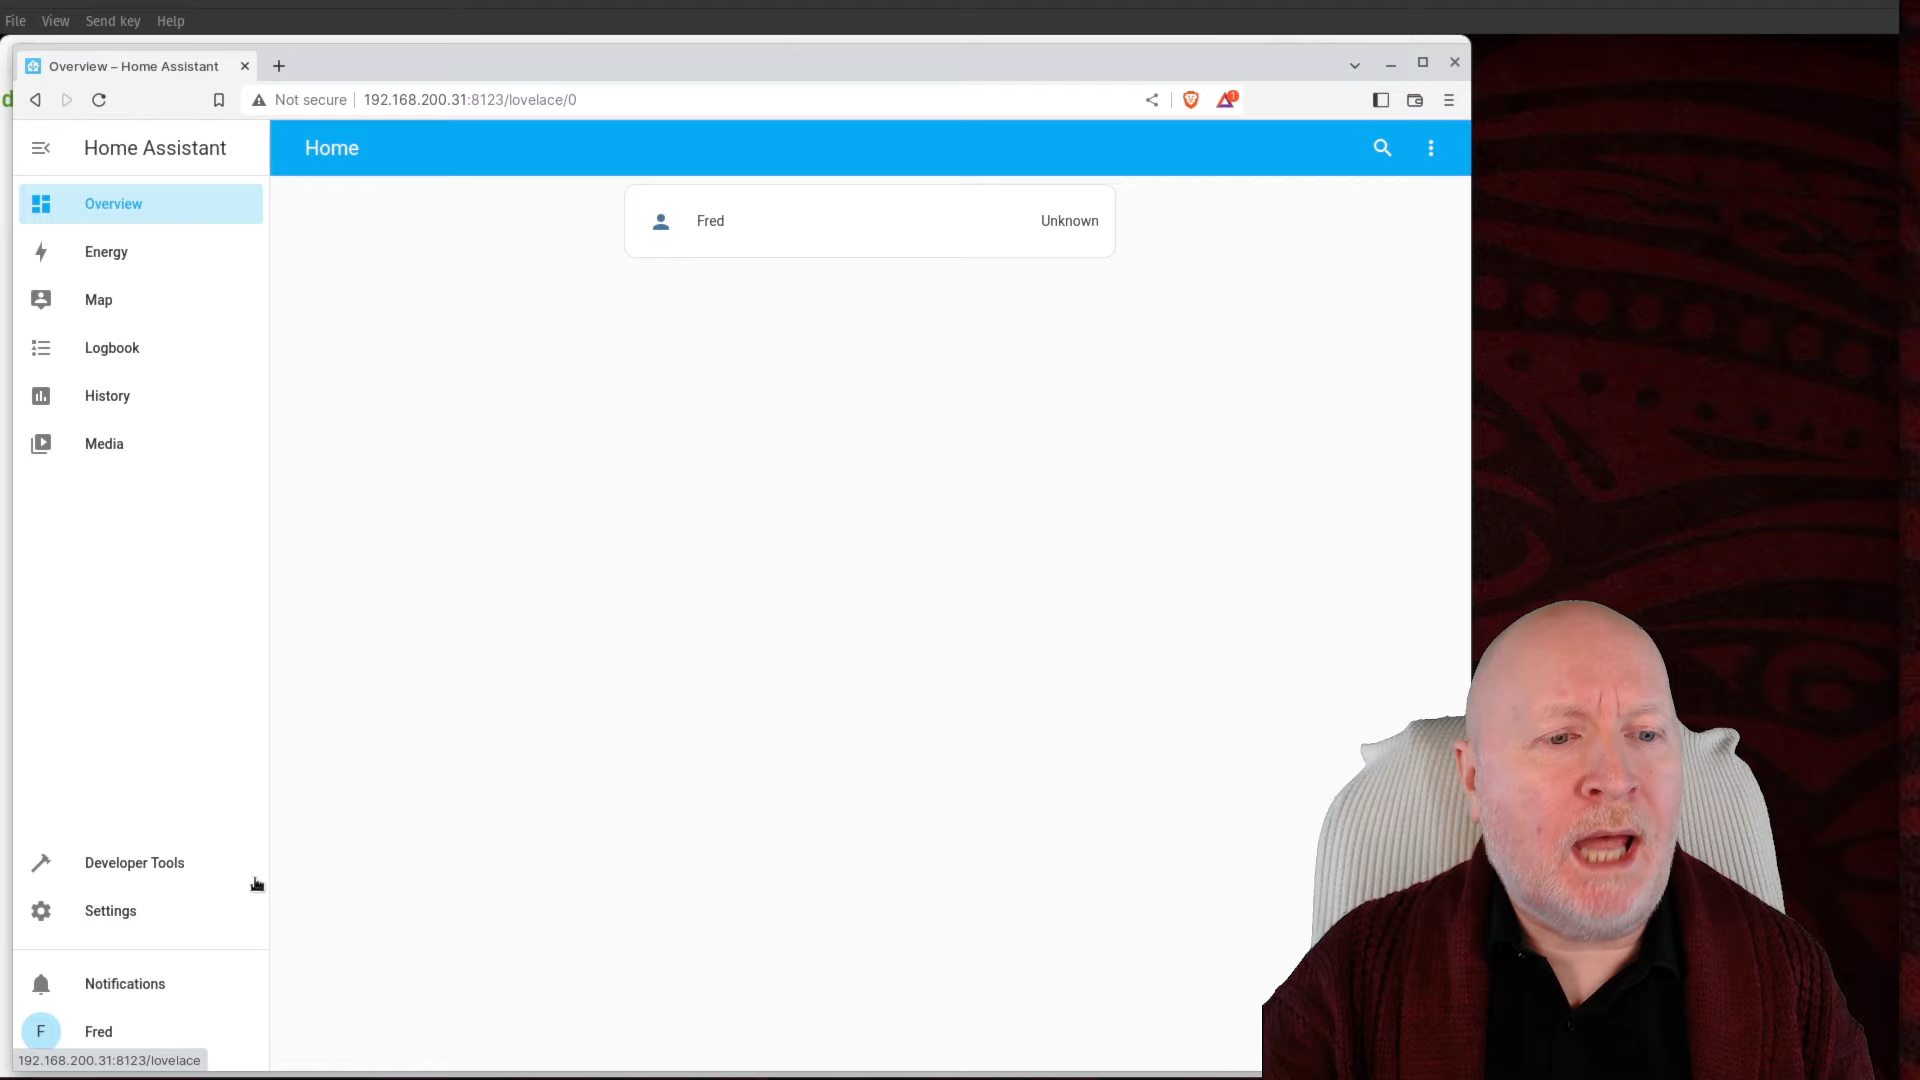 File View Send key Help
Overview – Home Assistant
Not secure 192.168.200.31:8123/lovelace/0
1
d
Home Assistant
Home
Overview
Fred Unknown
Energy
Map
Logbook
History
Media
Developer Tools
Settings
Notifications
F Fred
192.168.200.31:8123/lovelace